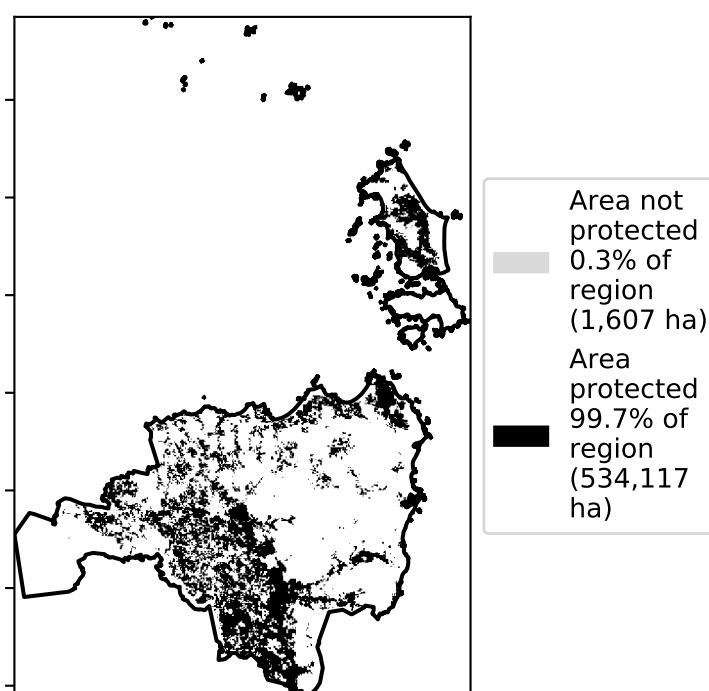 Area not
protected
0.3% of
region
(1,607 ha)
Area
protected
99.7% of
region
(534,117
ha)